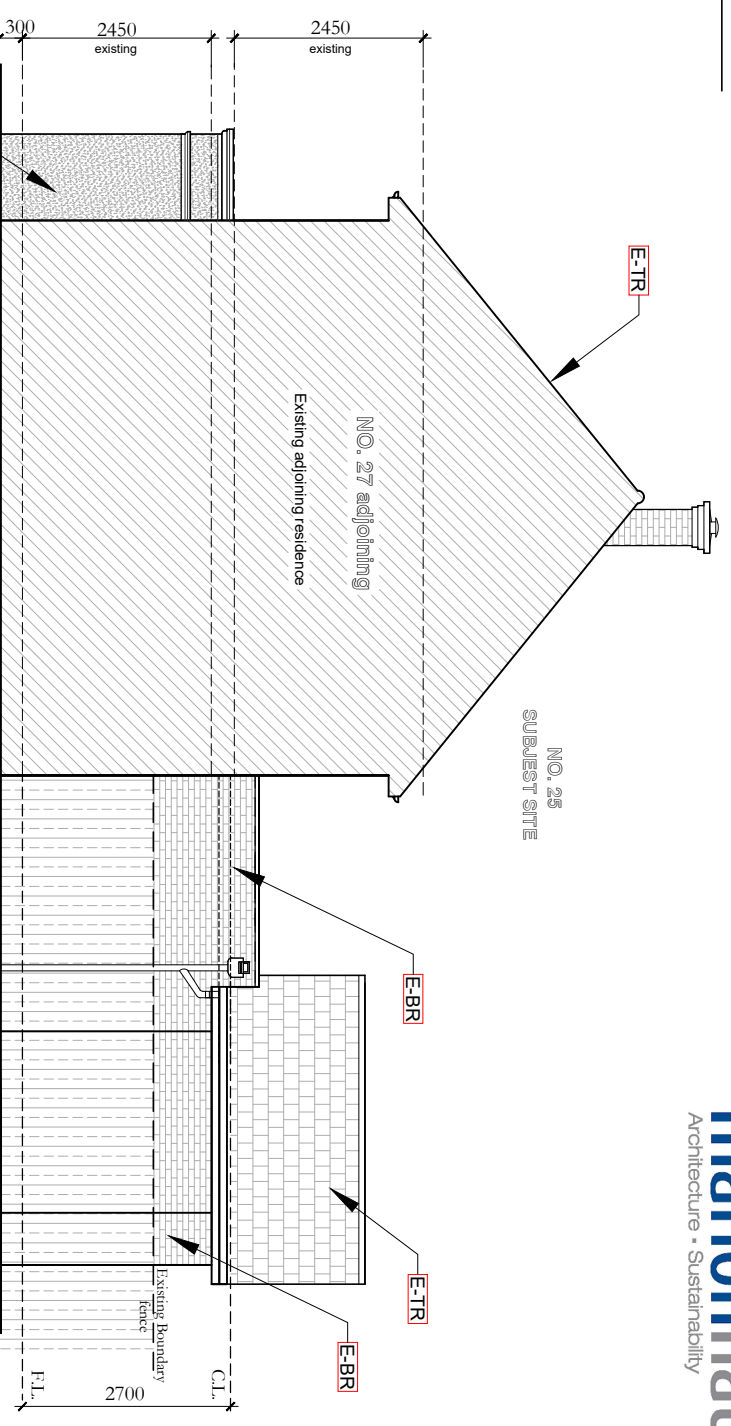 300
2450
existing
2450
existing
E-TR
NO. 27 adjoining
Existing adjoining residence
NO. 25
SUBJEST SITE
E-BR
E-TR
E-BR
Existing Boundary
fence
C.L.
F.L.
2700
Architecture • Sustainability